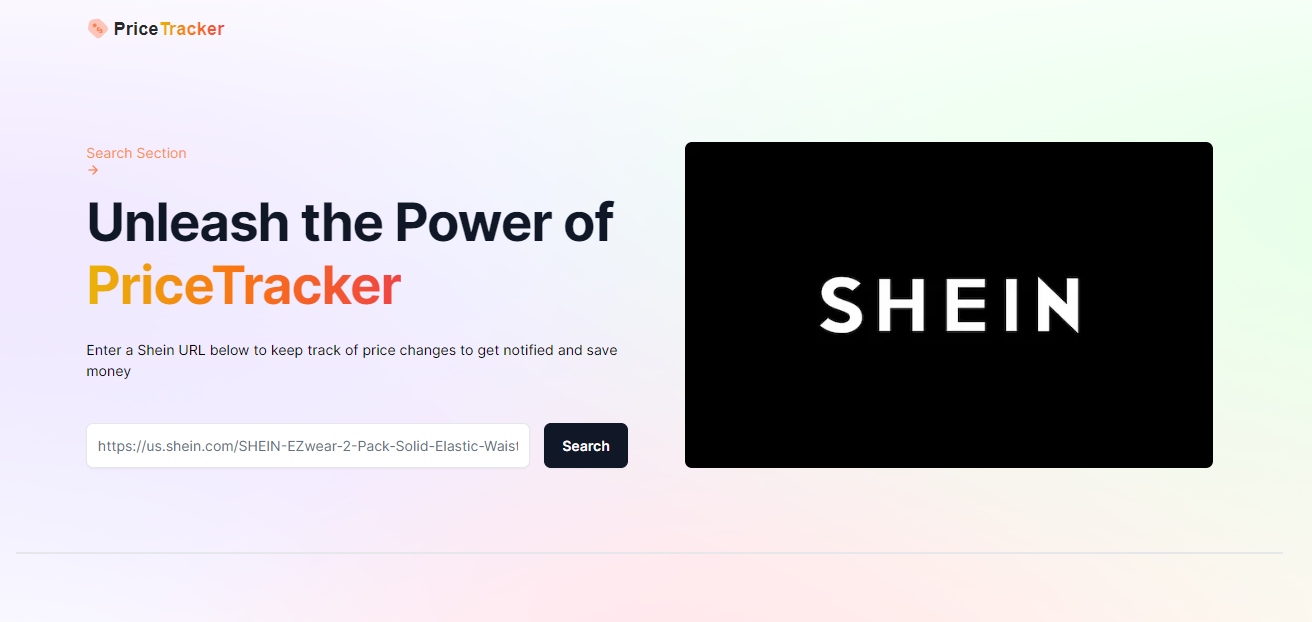 PriceTracker
Search Section
→
Unleash the Power of
PriceTracker
Enter a Shein URL below to keep track of price changes to get notified and save
money
https://us.shein.com/SHEIN-EZwear-2-Pack-Solid-Elastic-Waist
Search
SHEIN